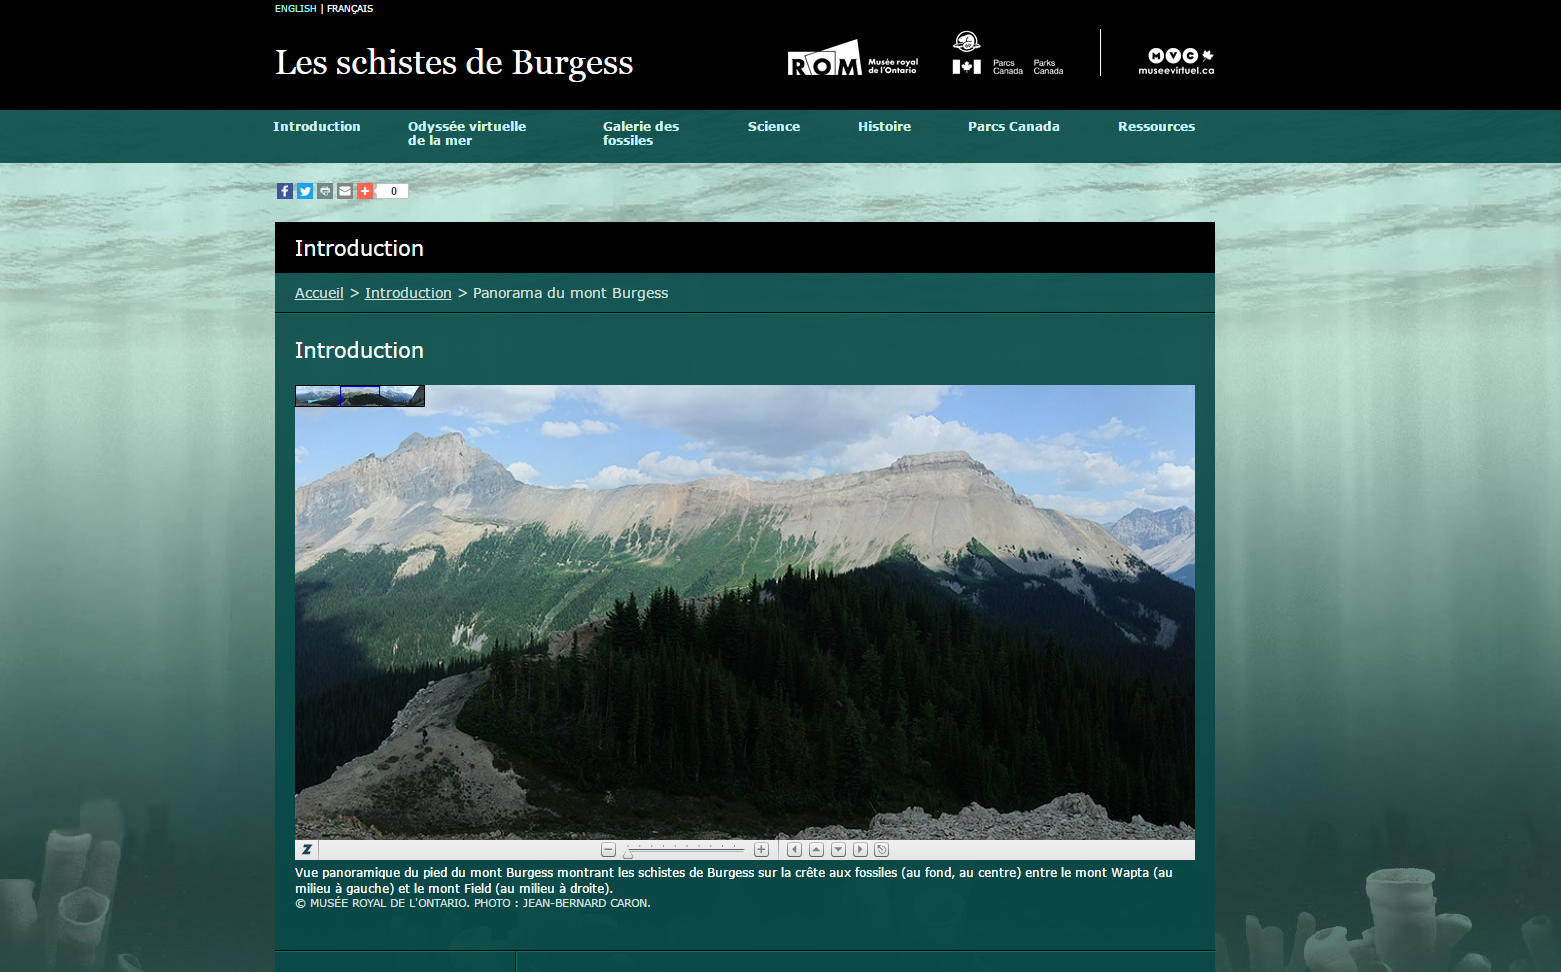 ENGLISH | FRANÇAIS
Les schistes de Burgess
ROM Musée royal de l'Ontario
Parcs Canada Parks Canada
MVC museevirtuel.ca
Introduction
Odyssée virtuelle de la mer
Galerie des fossiles
Science
Histoire
Parcs Canada
Ressources
0
Introduction
Accueil > Introduction > Panorama du mont Burgess
Introduction
Z
Vue panoramique du pied du mont Burgess montrant les schistes de Burgess sur la crête aux fossiles (au fond, au centre) entre le mont Wapta (au
milieu à gauche) et le mont Field (au milieu à droite).
© MUSÉE ROYAL DE L'ONTARIO. PHOTO : JEAN-BERNARD CARON.